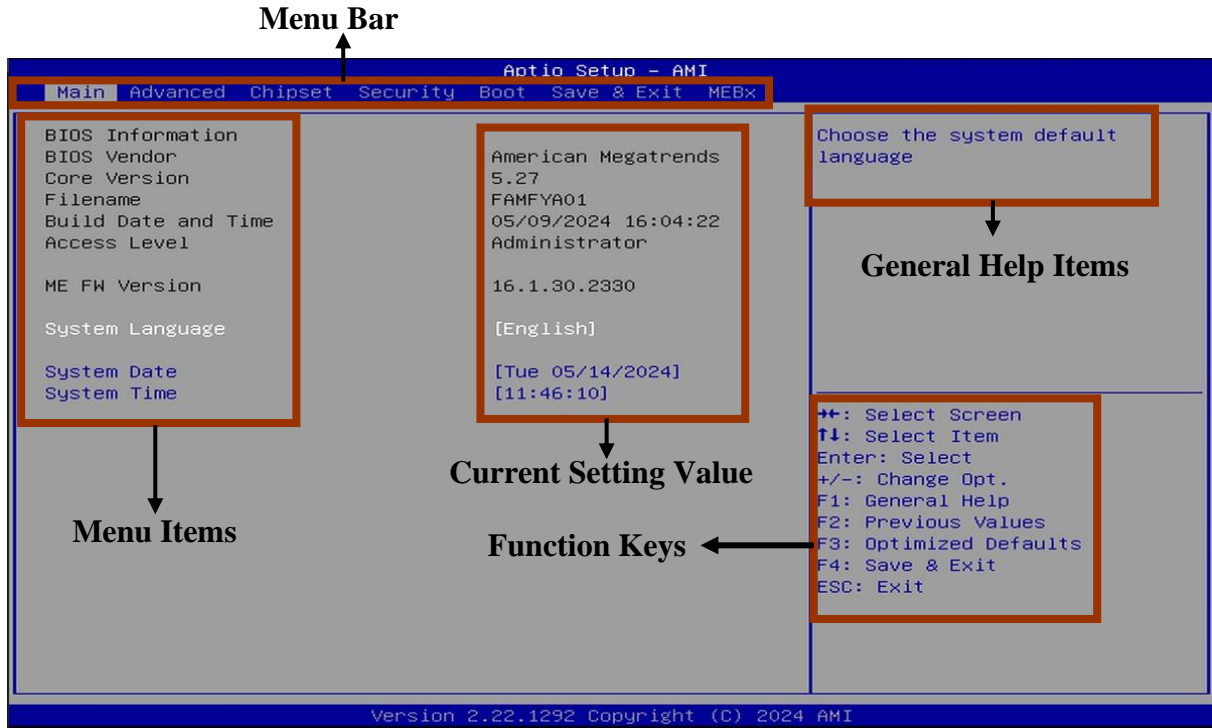 Menu Bar
Aptio Setup – AMI
Main Advanced Chipset Security Boot Save & Exit MEBx
BIOS Information
BIOS Vendor American Megatrends
Core Version 5.27
Filename FAMFYA01
Build Date and Time 05/09/2024 16:04:22
Access Level Administrator
ME FW Version 16.1.30.2330
System Language [English]
System Date [Tue 05/14/2024]
System Time [11:46:10]
Choose the system default
language
General Help Items
→←: Select Screen
↑↓: Select Item
Enter: Select
+/-: Change Opt.
F1: General Help
F2: Previous Values
F3: Optimized Defaults
F4: Save & Exit
ESC: Exit
Current Setting Value
Menu Items
Function Keys
Version 2.22.1292 Copyright (C) 2024 AMI